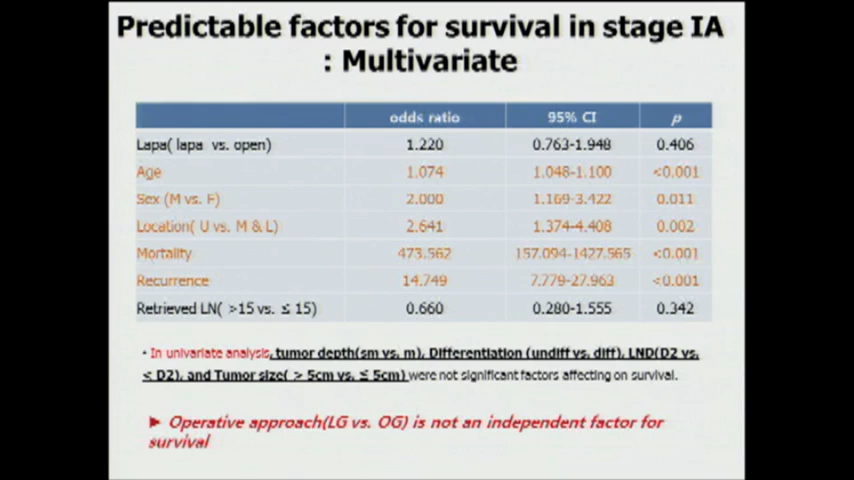 Predictable factors for survival in stage IA
: Multivariate
odds ratio 95% CI p
Lapa( lapa vs. open) 1.220 0.763-1.948 0.406
Age 1.074 1.048-1.100 <0.001
Sex (M vs. F) 2.000 1.169-3.422 0.011
Location( U vs. M & L) 2.641 1.374-4.408 0.002
Mortality 473.562 157.094-1427.565 <0.001
Recurrence 14.749 7.779-27.963 <0.001
Retrieved LN( >15 vs. ≤ 15) 0.660 0.280-1.555 0.342
• In univariate analysis, tumor depth(sm vs. m), Differentiation (undiff vs. diff), LND(D2 vs.
< D2), and Tumor size( > 5cm vs. ≤ 5cm) were not significant factors affecting on survival.
► Operative approach(LG vs. OG) is not an independent factor for
survival